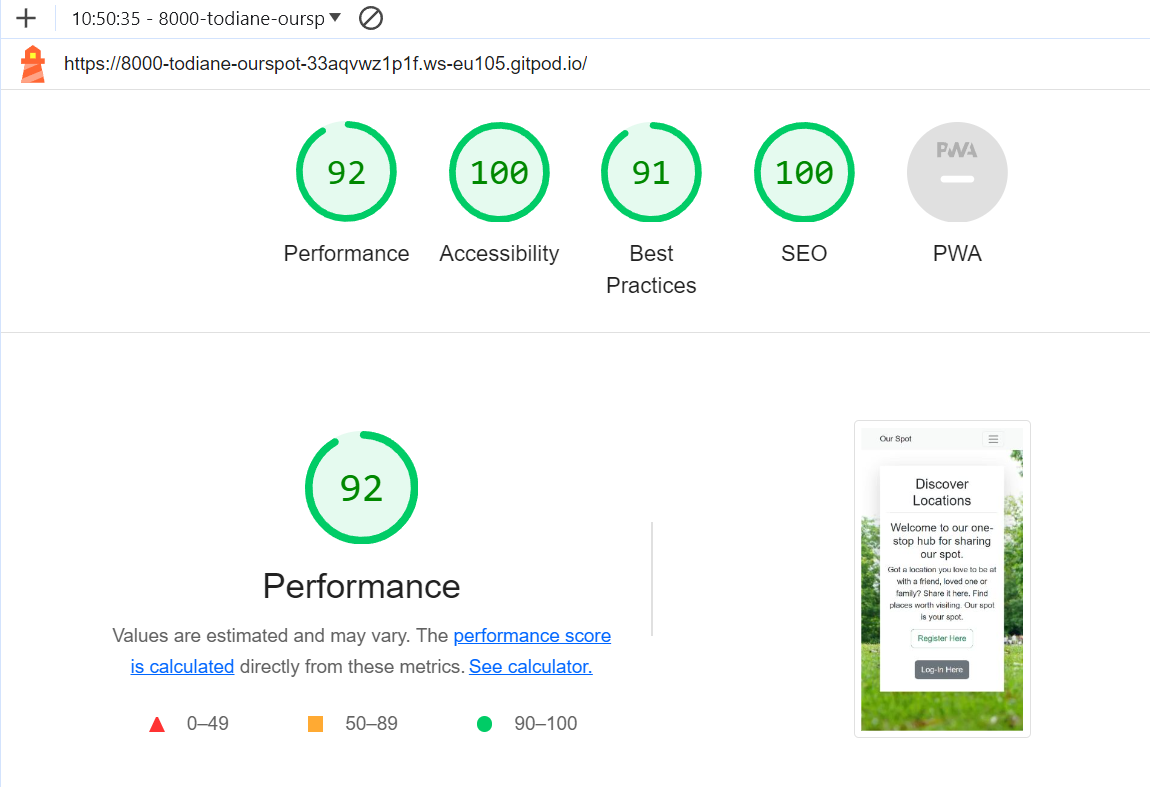 10:50:35 - 8000-todiane-oursp
https://8000-todiane-ourspot-33aqvwz1p1f.ws-eu105.gitpod.io/
92 100 91 100 PWA
Performance Accessibility Best Practices SEO PWA
92
Performance
Values are estimated and may vary. The performance score
is calculated directly from these metrics. See calculator.
0–49 50–89 90–100
Our Spot
Discover
Locations
Welcome to our one-
stop hub for sharing
our spot.
Got a location you love to be at
with a friend, loved one or
family? Share it here. Find
places worth visiting. Our spot
is your spot.
Register Here
Log-In Here